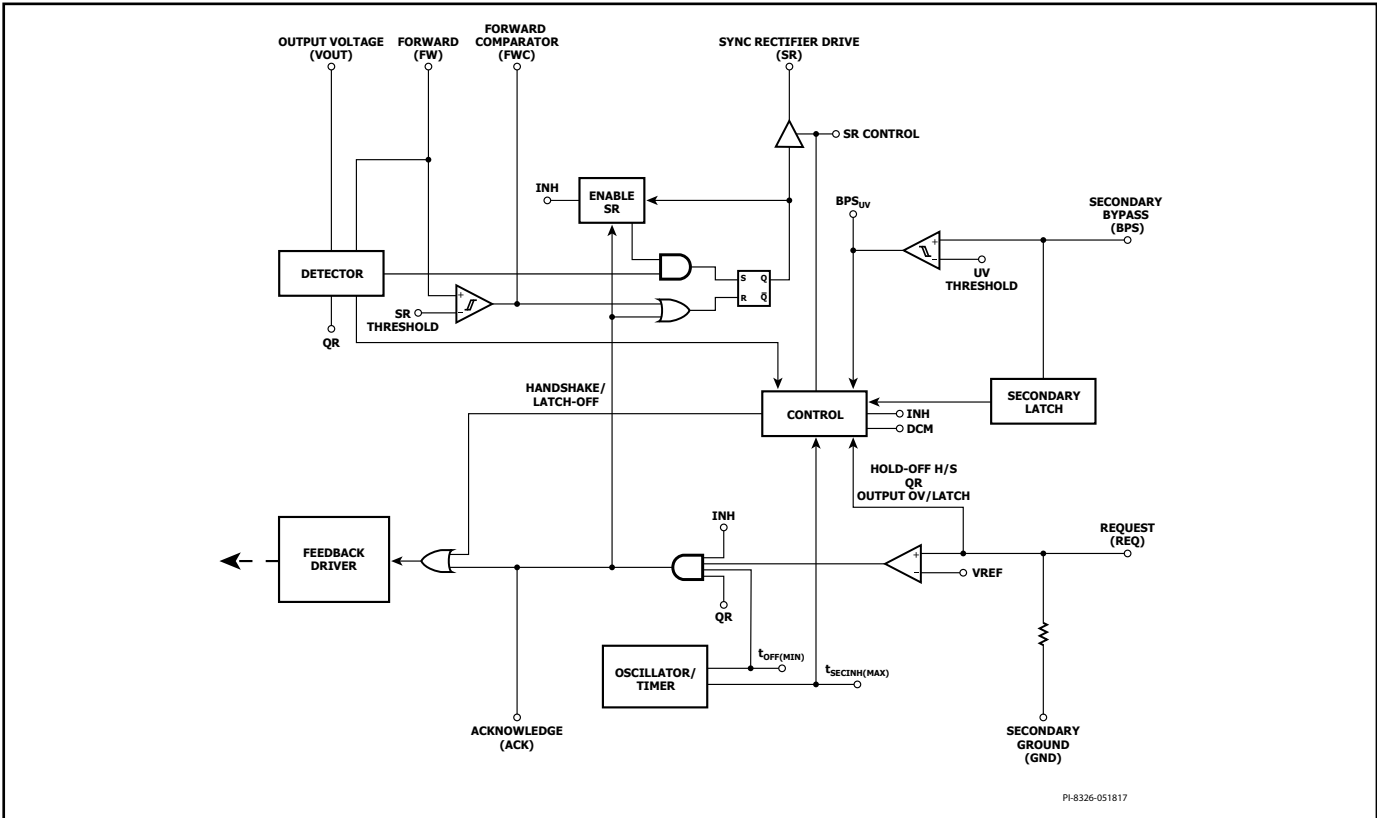 OUTPUT VOLTAGE
(VOUT)
FORWARD
(FW)
FORWARD
COMPARATOR
(FWC)
SYNC RECTIFIER DRIVE
(SR)
SR CONTROL
INH
ENABLE
SR
BPSUV
SECONDARY
BYPASS
(BPS)
+
−
UV
THRESHOLD
DETECTOR
S Q
R Q̅
+
−
SR
THRESHOLD
QR
HANDSHAKE/
LATCH-OFF
CONTROL
INH
DCM
SECONDARY
LATCH
HOLD-OFF H/S
QR
OUTPUT OV/LATCH
INH
REQUEST
(REQ)
FEEDBACK
DRIVER
+
−
VREF
QR
OSCILLATOR/
TIMER
tOFF(MIN)
tSECINH(MAX)
ACKNOWLEDGE
(ACK)
SECONDARY
GROUND
(GND)
PI-8326-051817